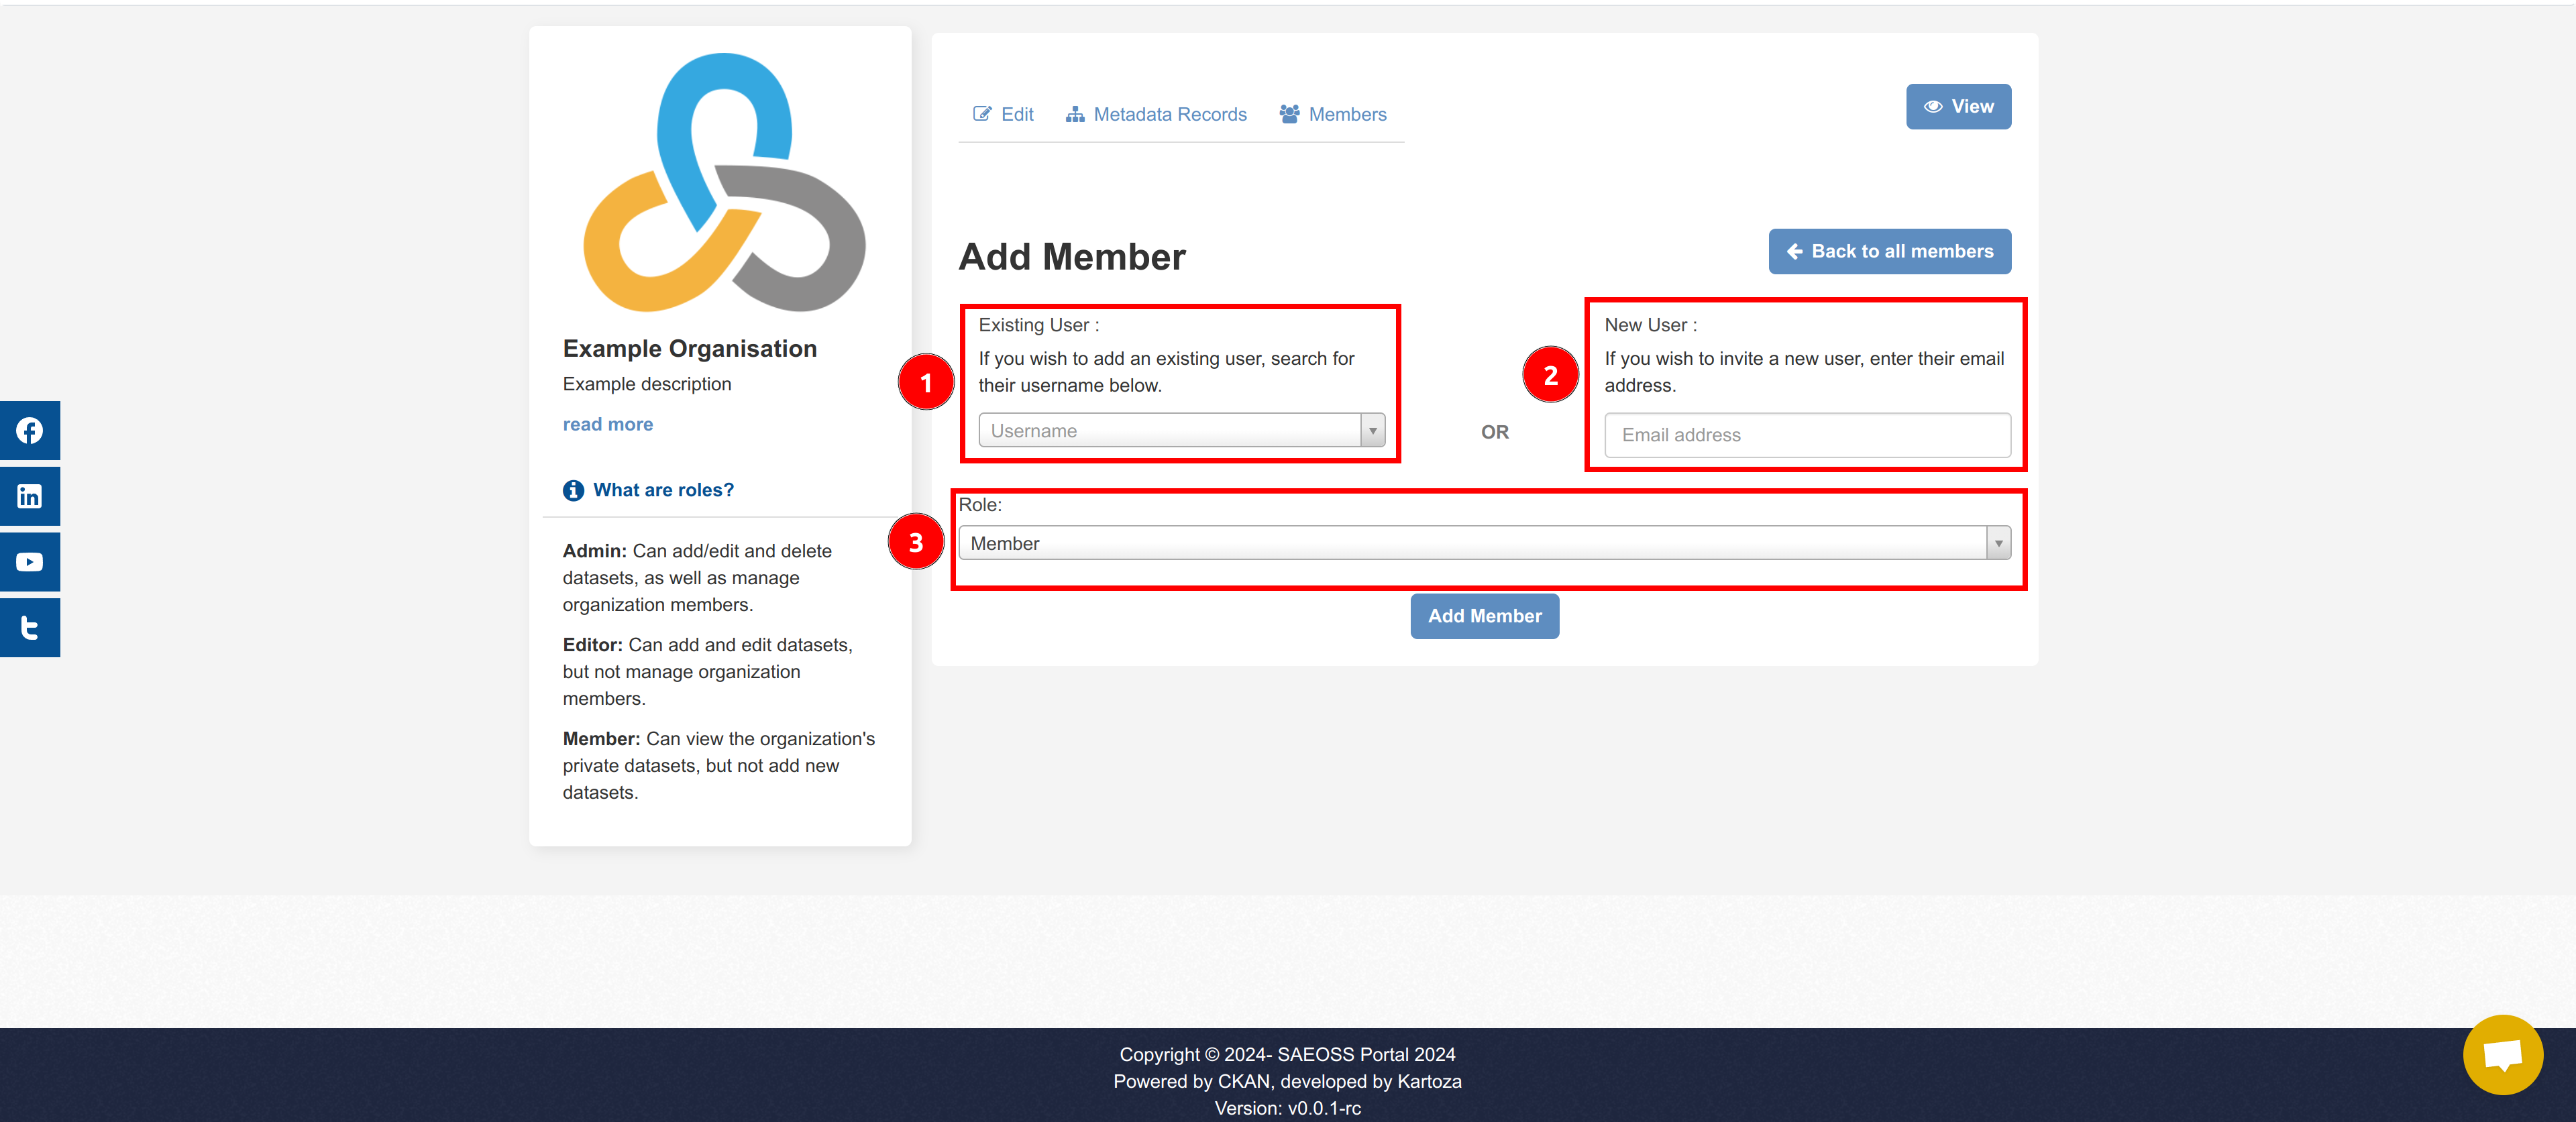 Example Organisation
Example description
read more
What are roles?
Admin: Can add/edit and delete
datasets, as well as manage
organization members.
Editor: Can add and edit datasets,
but not manage organization
members.
Member: Can view the organization's
private datasets, but not add new
datasets.
Edit
Metadata Records
Members
View
Add Member
Back to all members
1
Existing User :
If you wish to add an existing user, search for
their username below.
Username
OR
2
New User :
If you wish to invite a new user, enter their email
address.
Email address
3
Role:
Member
Add Member
Copyright © 2024- SAEOSS Portal 2024
Powered by CKAN, developed by Kartoza
Version: v0.0.1-rc